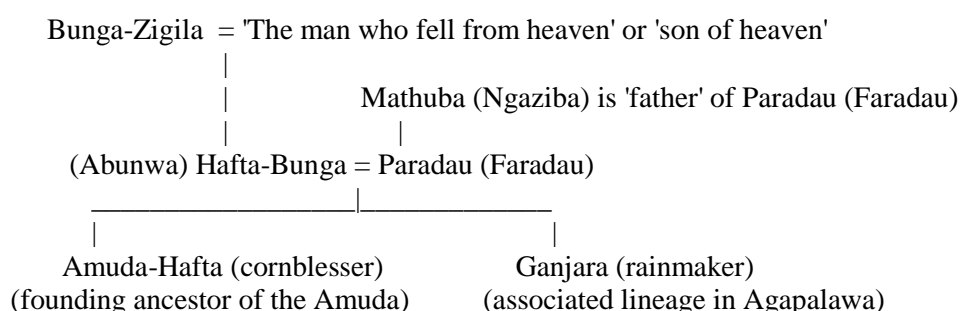 Bunga-Zigila = 'The man who fell from heaven' or 'son of heaven'
Mathuba (Ngaziba) is 'father' of Paradau (Faradau)
(Abunwa) Hafta-Bunga = Paradau (Faradau)
Amuda-Hafta (cornblesser) Ganjara (rainmaker)
(founding ancestor of the Amuda) (associated lineage in Agapalawa)